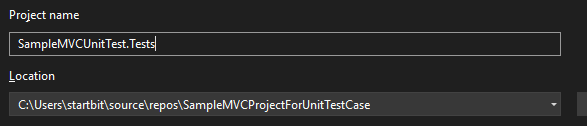 Project name
SampleMVCUnitTest.Tests
Location
C:\Users\startbit\source\repos\SampleMVCProjectForUnitTestCase